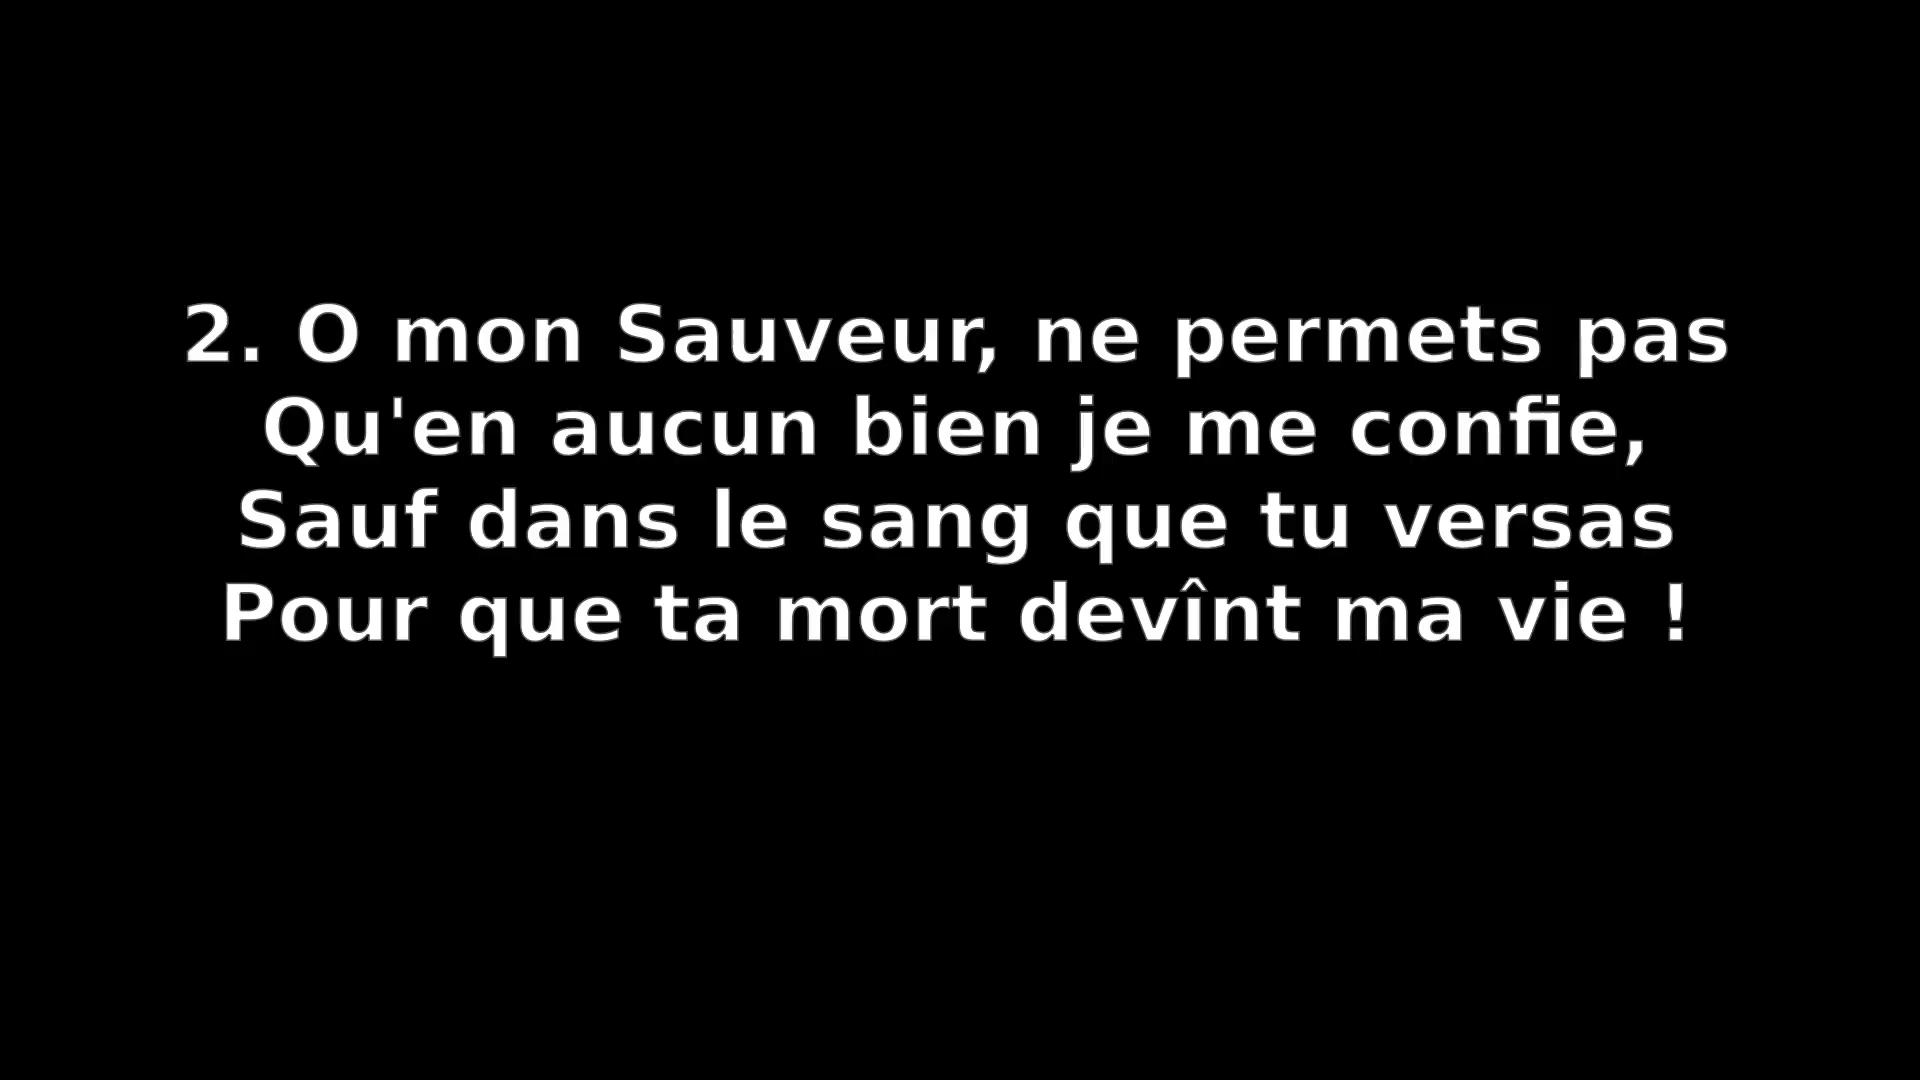 2. O mon Sauveur, ne permets pas
Qu'en aucun bien je me confie,
Sauf dans le sang que tu versas
Pour que ta mort devînt ma vie !